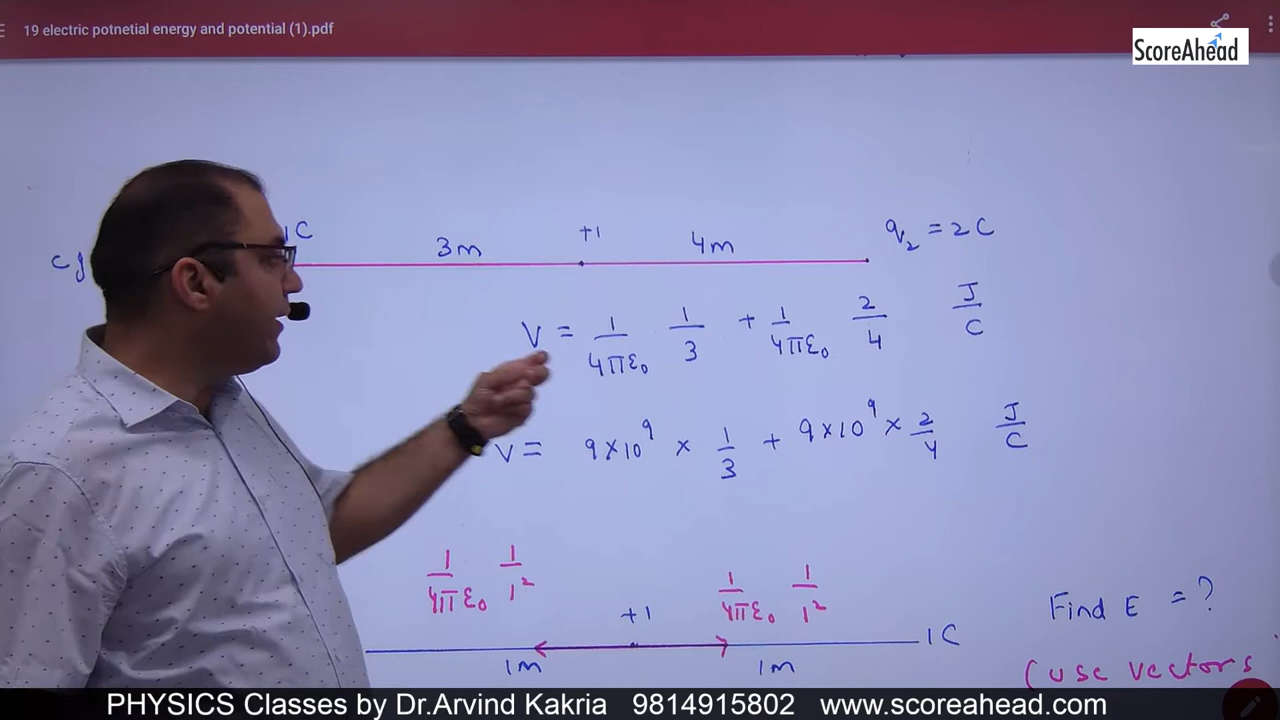 19 electric potnetial energy and potential (1).pdf
ScoreAhead
1C 3m +1 4m q₂ = 2C
V = 1/4πε₀ 1/3 + 1/4πε₀ 2/4 J/C
V = 9×10⁹ × 1/3 + 9×10⁹ × 2/4 J/C
1/4πε₀ 1/1² 1/4πε₀ 1/1²
+1
Find E = ?
1C
1m 1m
(use vectors
PHYSICS Classes by Dr.Arvind Kakria 9814915802 www.scoreahead.com